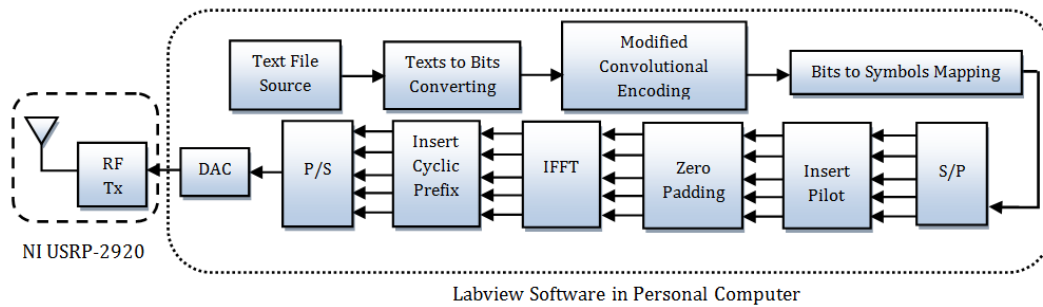 Text File
Source
Texts to Bits
Converting
Modified
Convolutional
Encoding
Bits to Symbols Mapping
RF
Tx
DAC
P/S
Insert
Cyclic
Prefix
IFFT
Zero
Padding
Insert
Pilot
S/P
NI USRP-2920
Labview Software in Personal Computer